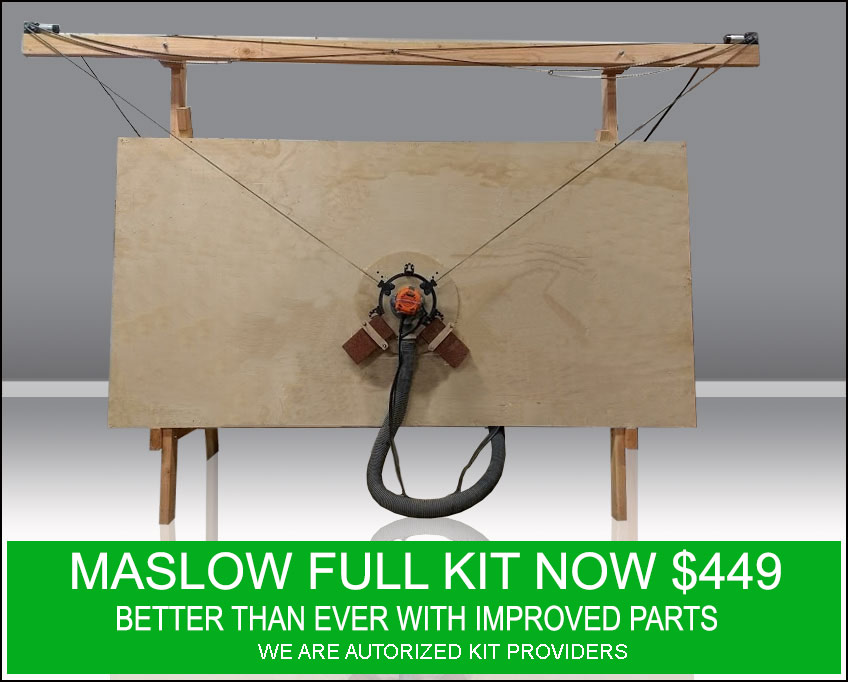 MASLOW FULL KIT NOW $449
BETTER THAN EVER WITH IMPROVED PARTS
WE ARE AUTORIZED KIT PROVIDERS